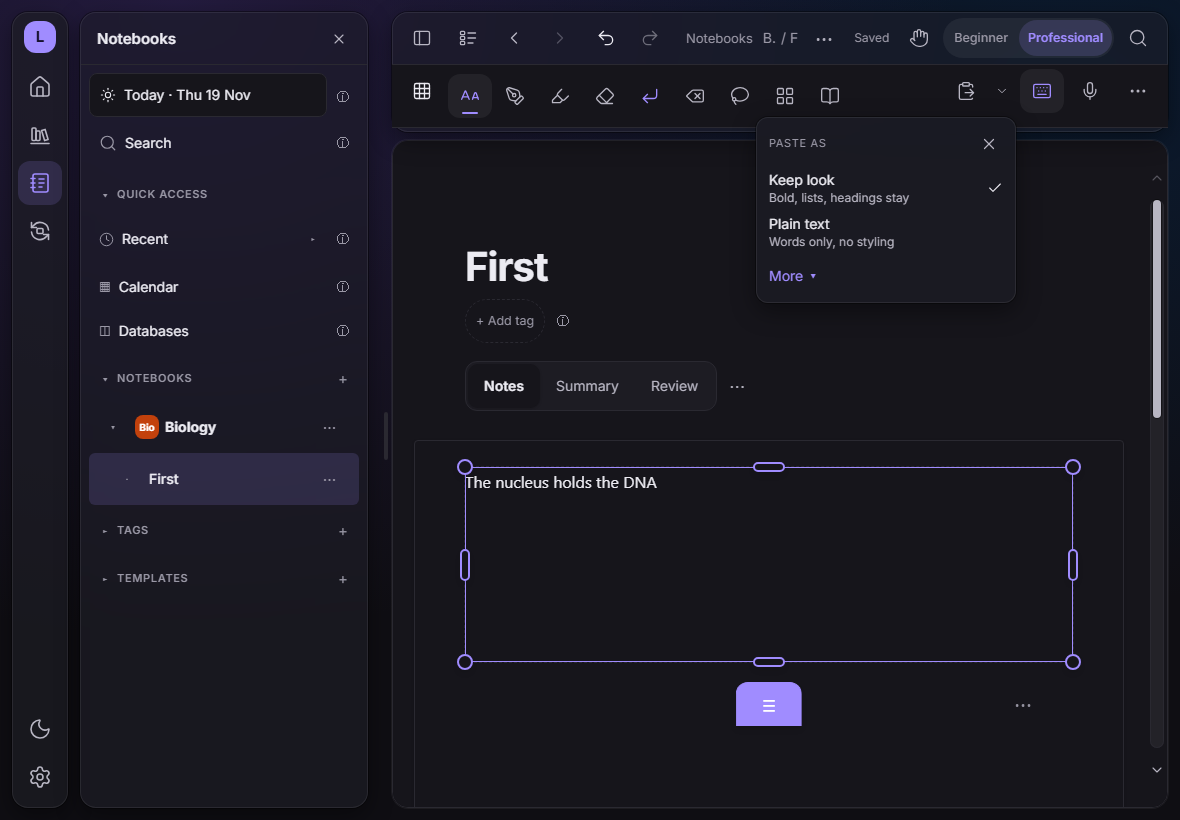 L
Notebooks
Today · Thu 19 Nov
Search
QUICK ACCESS
Recent
Calendar
Databases
NOTEBOOKS
Bio Biology
First
TAGS
TEMPLATES
Notebooks B. / F
Saved
Beginner
Professional
AA
PASTE AS
Keep look
Bold, lists, headings stay
Plain text
Words only, no styling
More
First
+ Add tag
Notes Summary Review
The nucleus holds the DNA